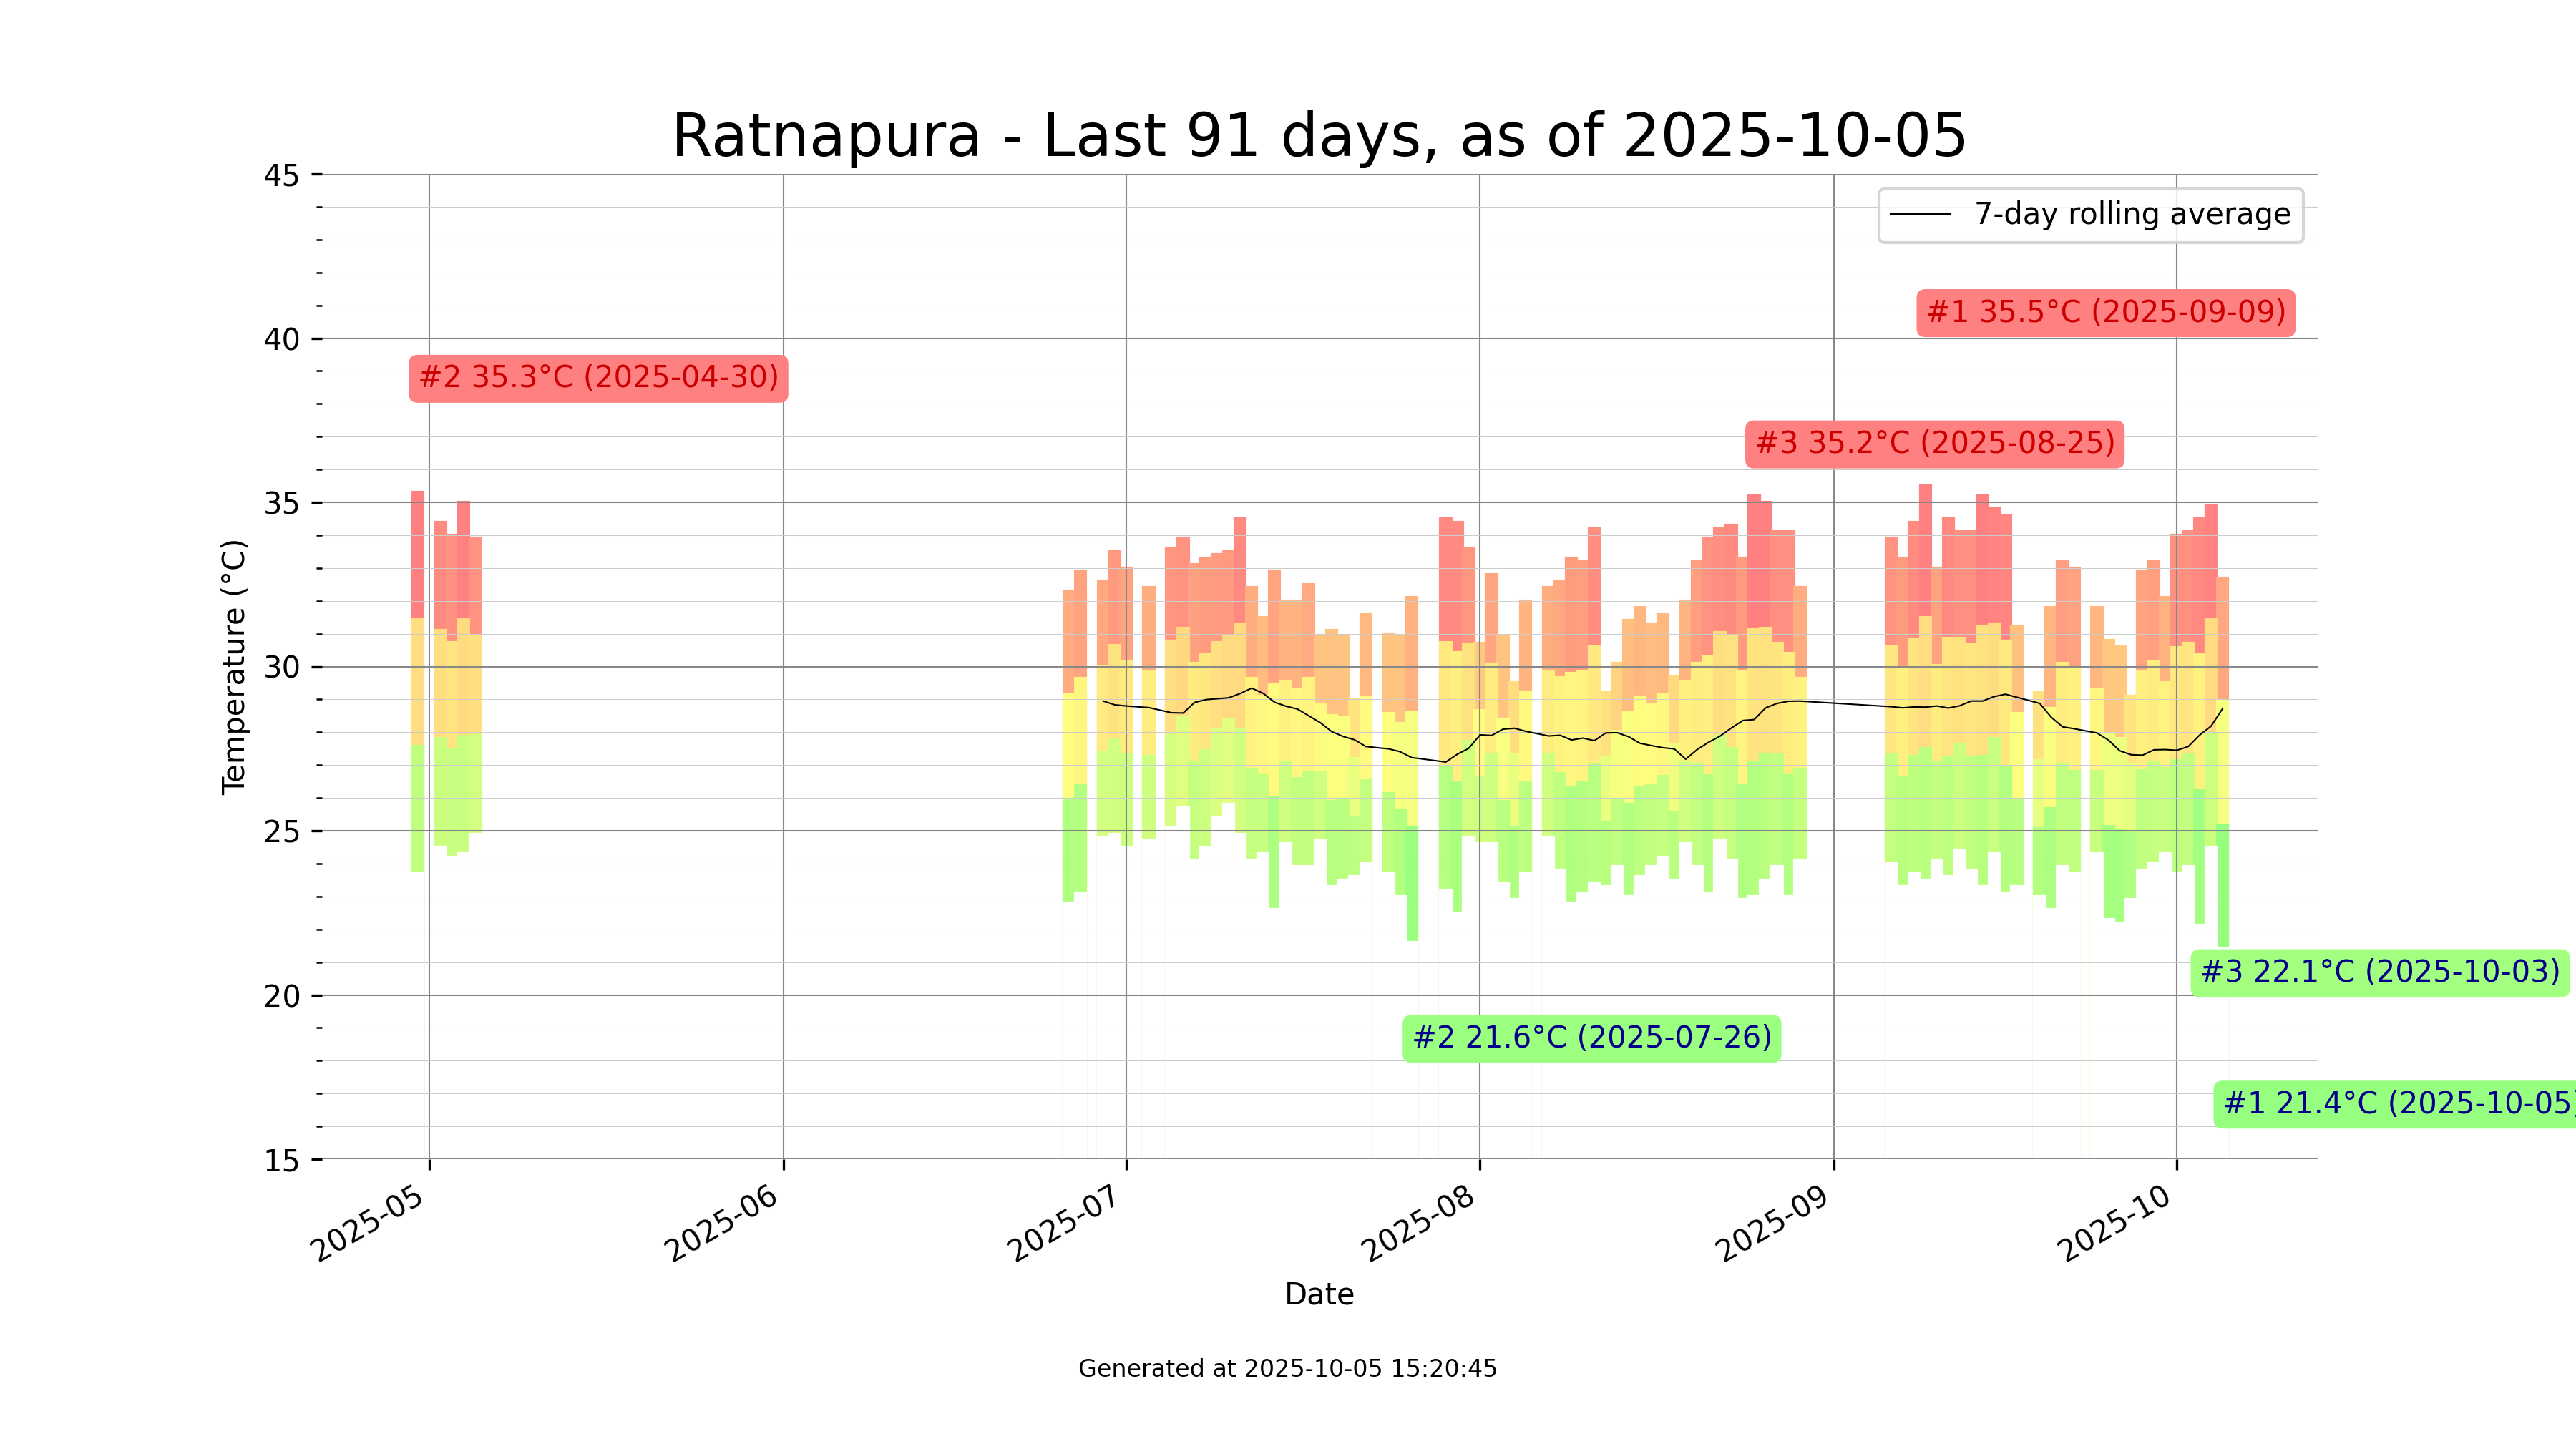 Ratnapura - Last 91 days, as of 2025-10-05
7-day rolling average
#1 35.5°C (2025-09-09)
#2 35.3°C (2025-04-30)
#3 35.2°C (2025-08-25)
#3 22.1°C (2025-10-03)
#2 21.6°C (2025-07-26)
#1 21.4°C (2025-10-05)
Temperature (°C)
45
40
35
30
25
20
15
2025-05
2025-06
2025-07
2025-08
2025-09
2025-10
Date
Generated at 2025-10-05 15:20:45